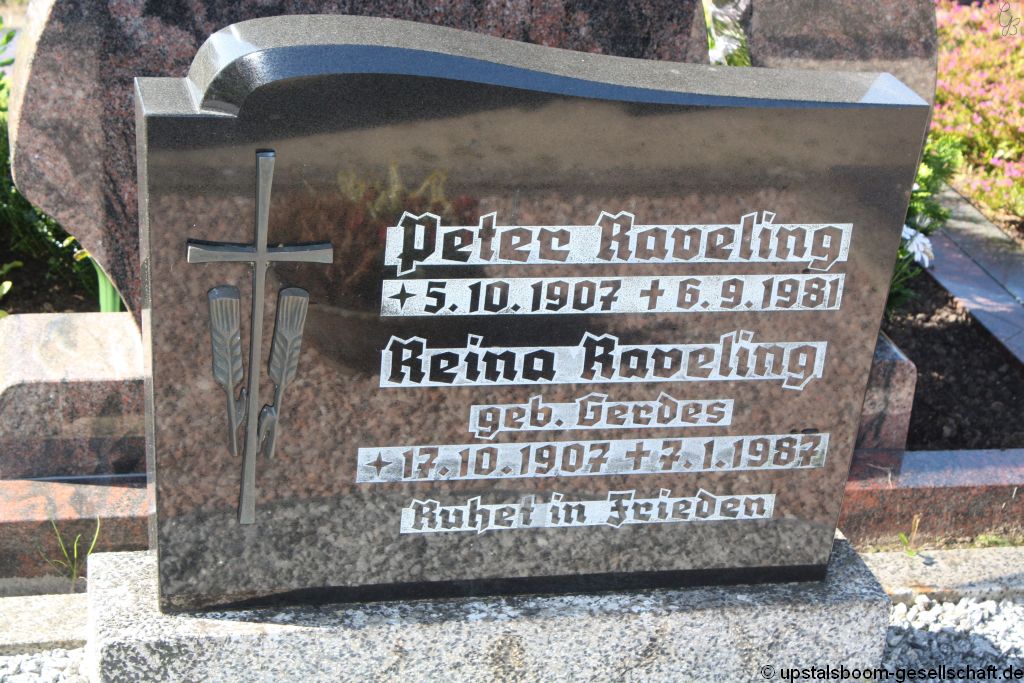 Peter Raveling
✶ 5. 10. 1907 ✝ 6. 9. 1981
Reina Raveling
geb. Gerdes
✶ 17. 10. 1907 ✝ 7. 1. 1987
Ruhet in Frieden
© upstalsboom-gesellschaft.de